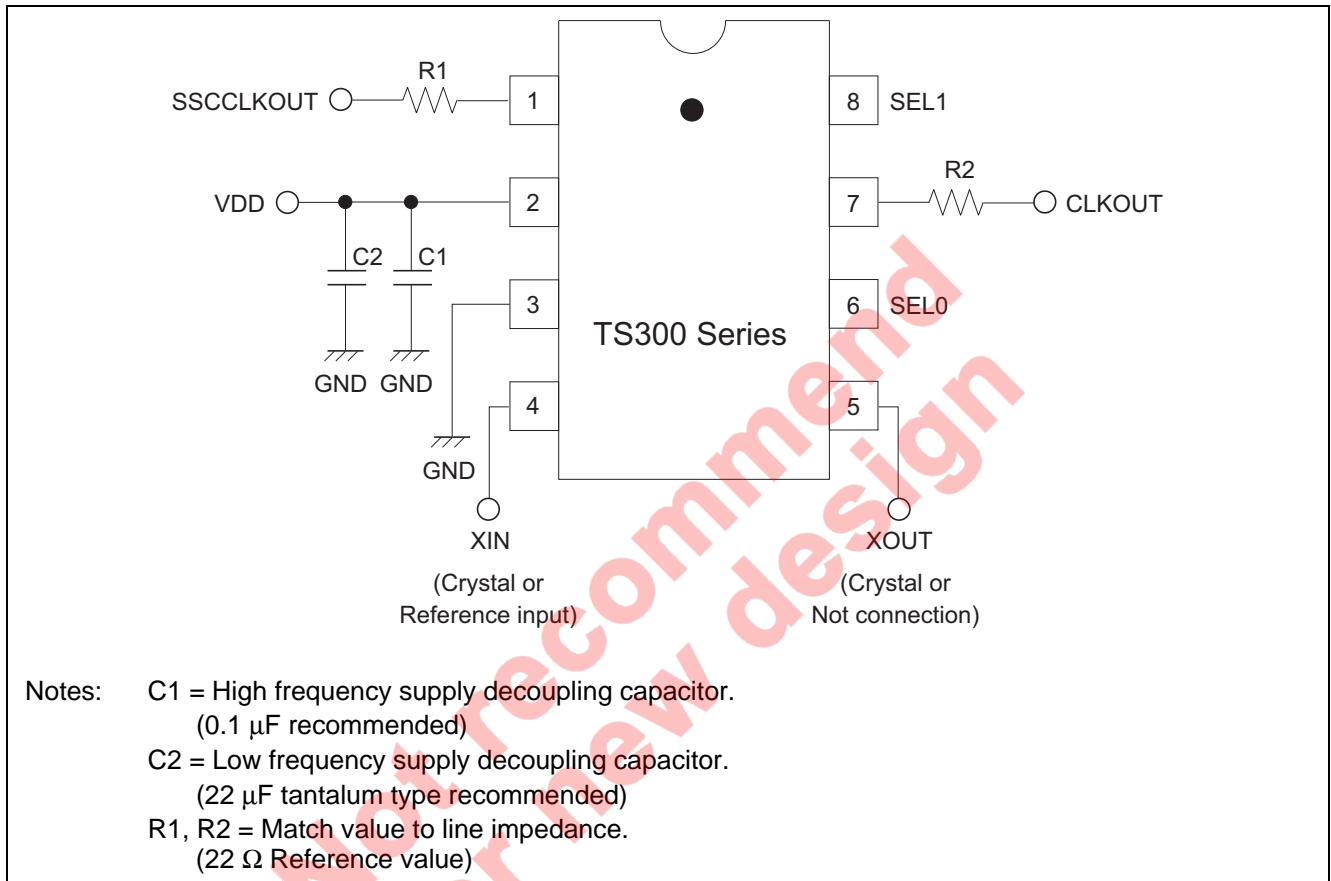 R1
SSCCLKOUT
1
8
SEL1
R2
VDD
2
7
CLKOUT
C2
C1
3
6
SEL0
TS300 Series
GND
GND
4
5
GND
XIN
XOUT
(Crystal or
Reference input)
(Crystal or
Not connection)
Notes: C1 = High frequency supply decoupling capacitor.
(0.1 μF recommended)
C2 = Low frequency supply decoupling capacitor.
(22 μF tantalum type recommended)
R1, R2 = Match value to line impedance.
(22 Ω Reference value)
Not recommend
new design